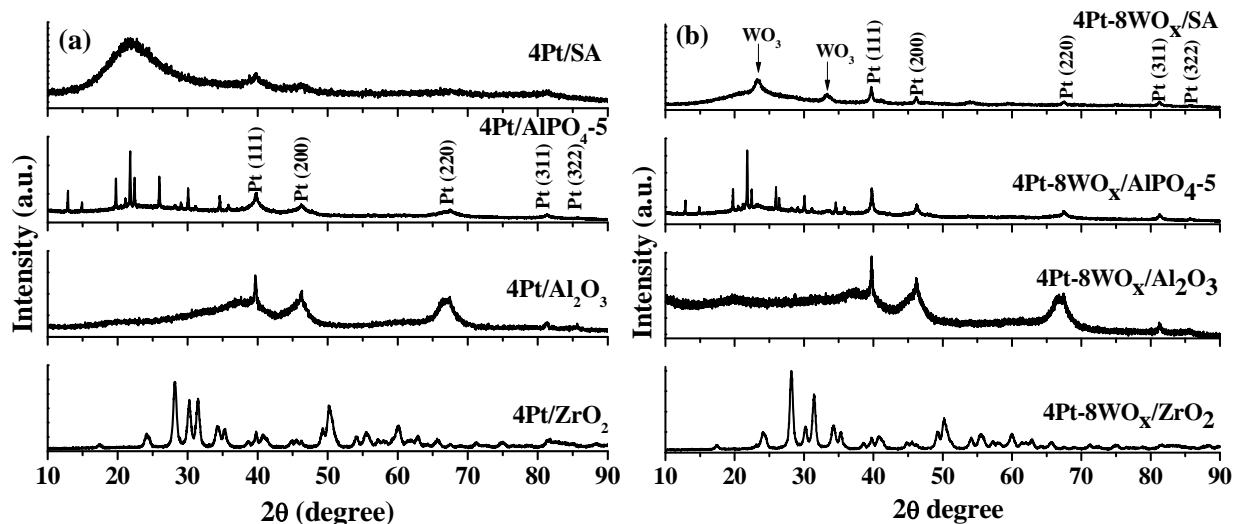 (a)
4Pt/SA
4Pt/AlPO₄-5
Pt (111)
Pt (200)
Pt (220)
Pt (311)
Pt (322)
4Pt/Al₂O₃
4Pt/ZrO₂
Intensity (a.u.)
10 20 30 40 50 60 70 80 90
2θ (degree)
(b)
4Pt-8WOₓ/SA
WO₃
WO₃
Pt (111)
Pt (200)
Pt (220)
Pt (311)
Pt (322)
4Pt-8WOₓ/AlPO₄-5
4Pt-8WOₓ/Al₂O₃
4Pt-8WOₓ/ZrO₂
Intensity (a.u.)
10 20 30 40 50 60 70 80 90
2θ degree